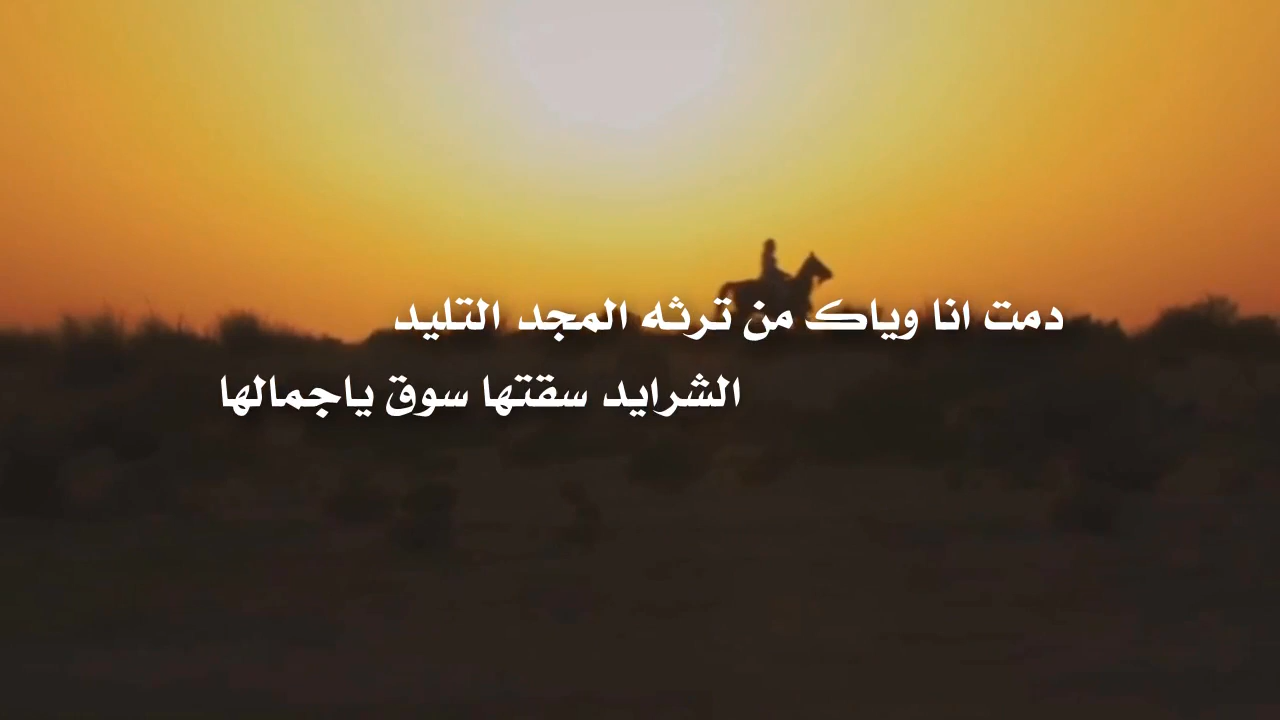 دمت انا وياك من ترثه المجد التليد
الشرايد سقتها سوق ياجمالها